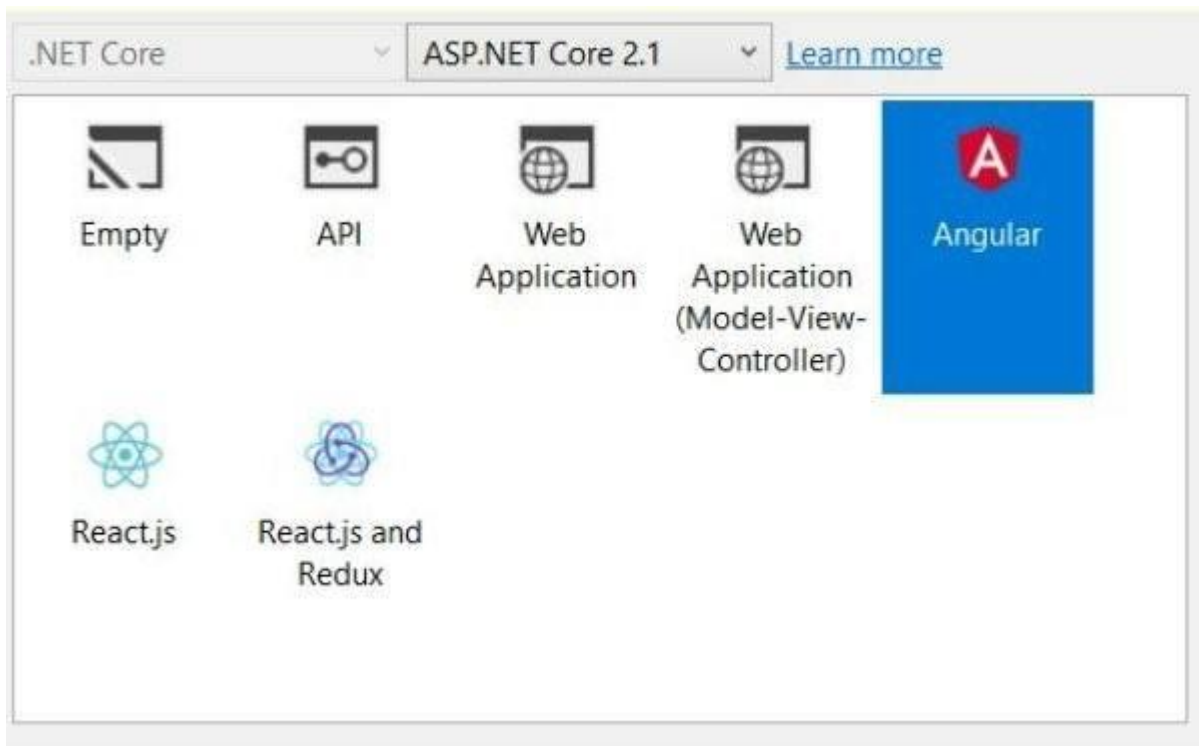 .NET Core
ASP.NET Core 2.1
Learn more
Empty
API
Web
Application
Web
Application
(Model-View-
Controller)
A
Angular
React.js
React.js and
Redux